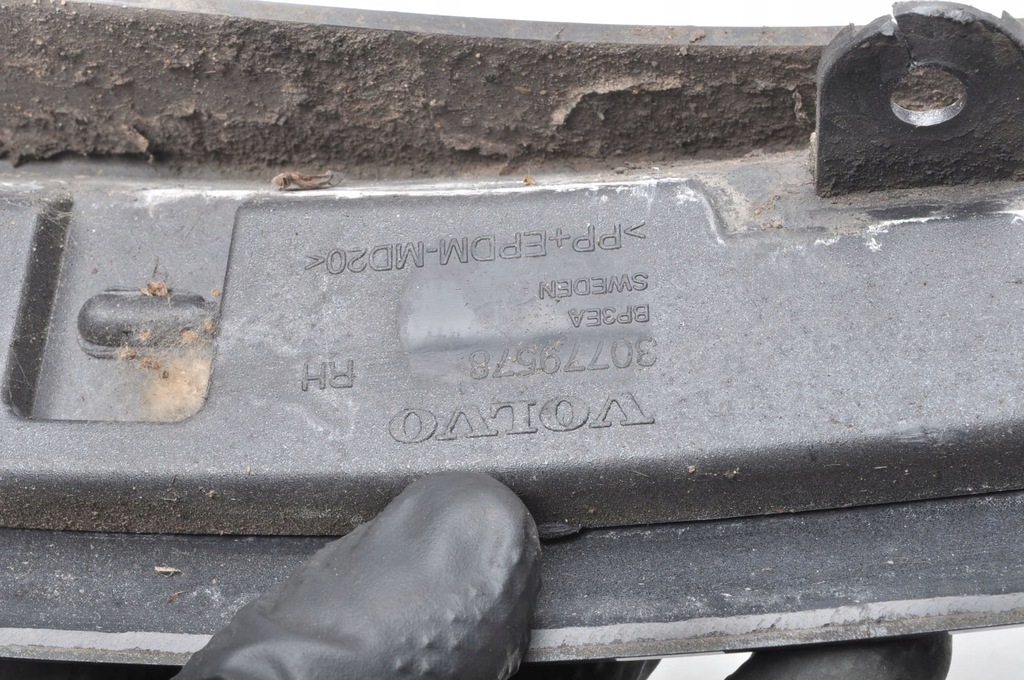 VOLVO
30779578 RH
BP3EA
SWEDEN
>PP+EPDM-MD20<